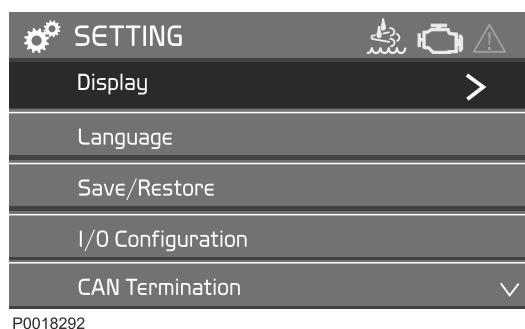 SETTING
Display
Language
Save/Restore
I/O Configuration
CAN Termination
P0018292